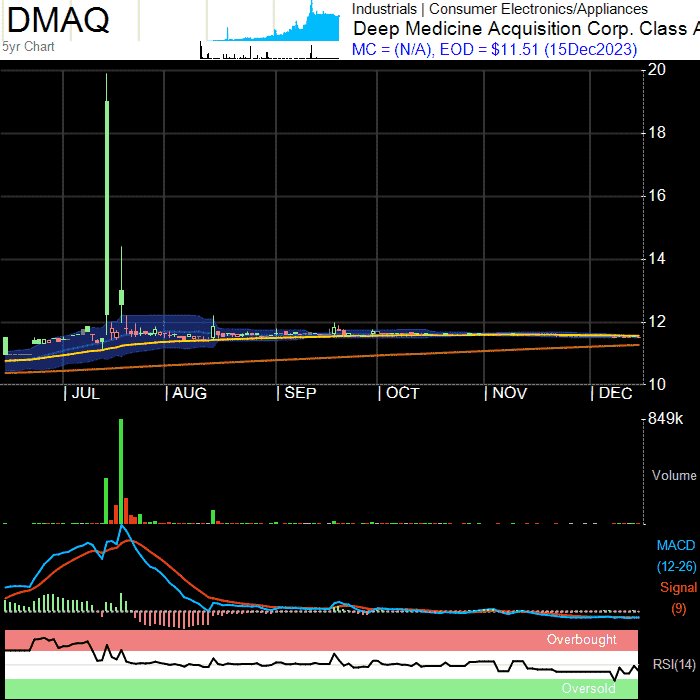 DMAQ
5yr Chart
Industrials | Consumer Electronics/Appliances
Deep Medicine Acquisition Corp. Class A
MC = (N/A), EOD = $11.51 (15Dec2023)
20
18
16
14
12
10
JUL AUG SEP OCT NOV DEC
849k
Volume
MACD
(12-26)
Signal
(9)
Overbought
RSI(14)
Oversold